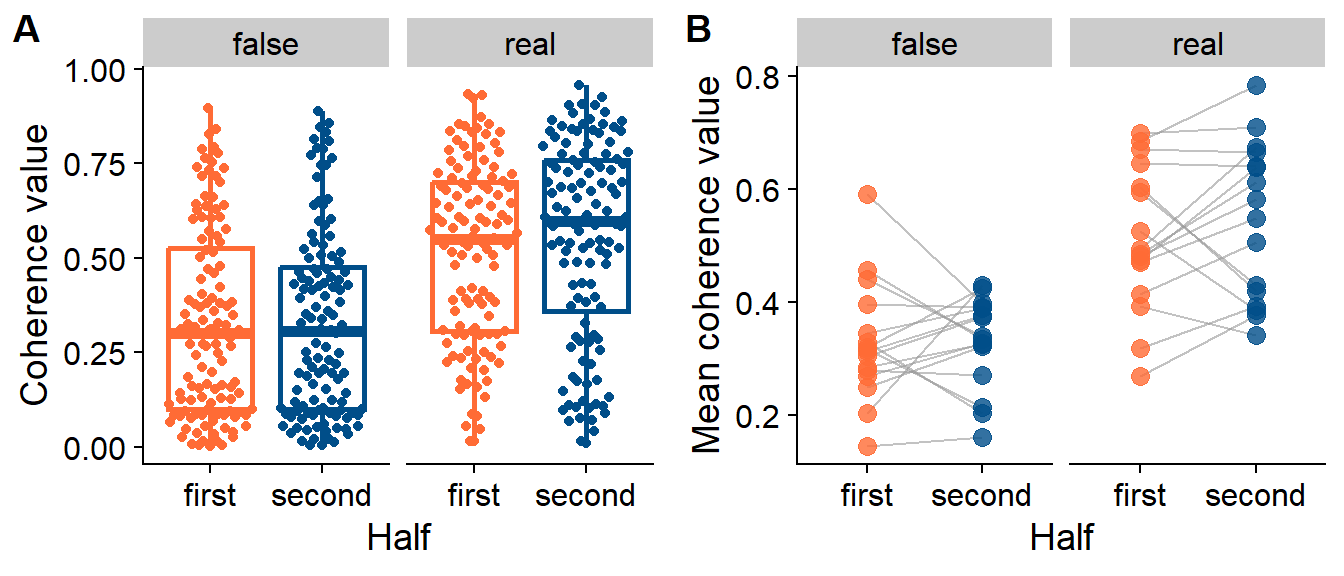 A
false
real
Coherence value
1.00
0.75
0.50
0.25
0.00
first
second
first
second
Half
B
false
real
Mean coherence value
0.8
0.6
0.4
0.2
first
second
first
second
Half